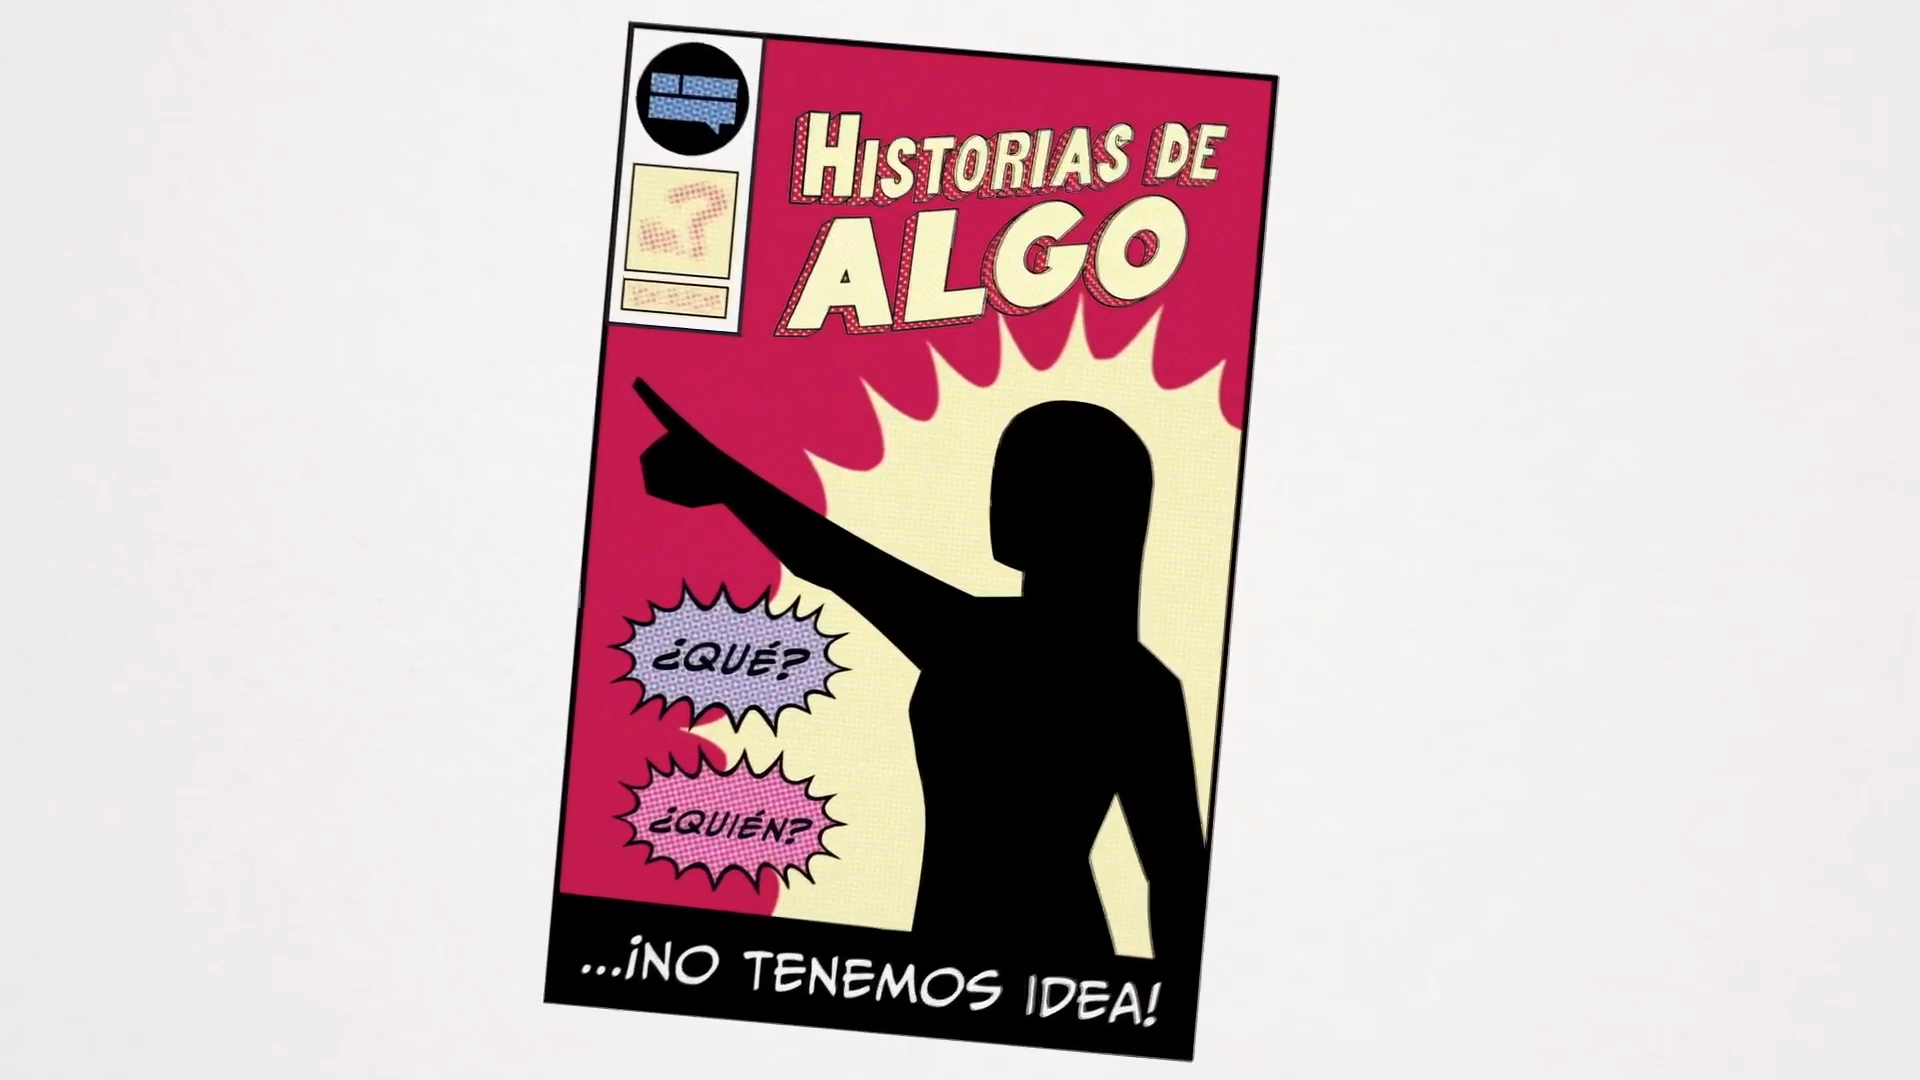 HISTORIAS DE
ALGO
¿QUÉ?
¿QUIÉN?
...¡NO TENEMOS IDEA!